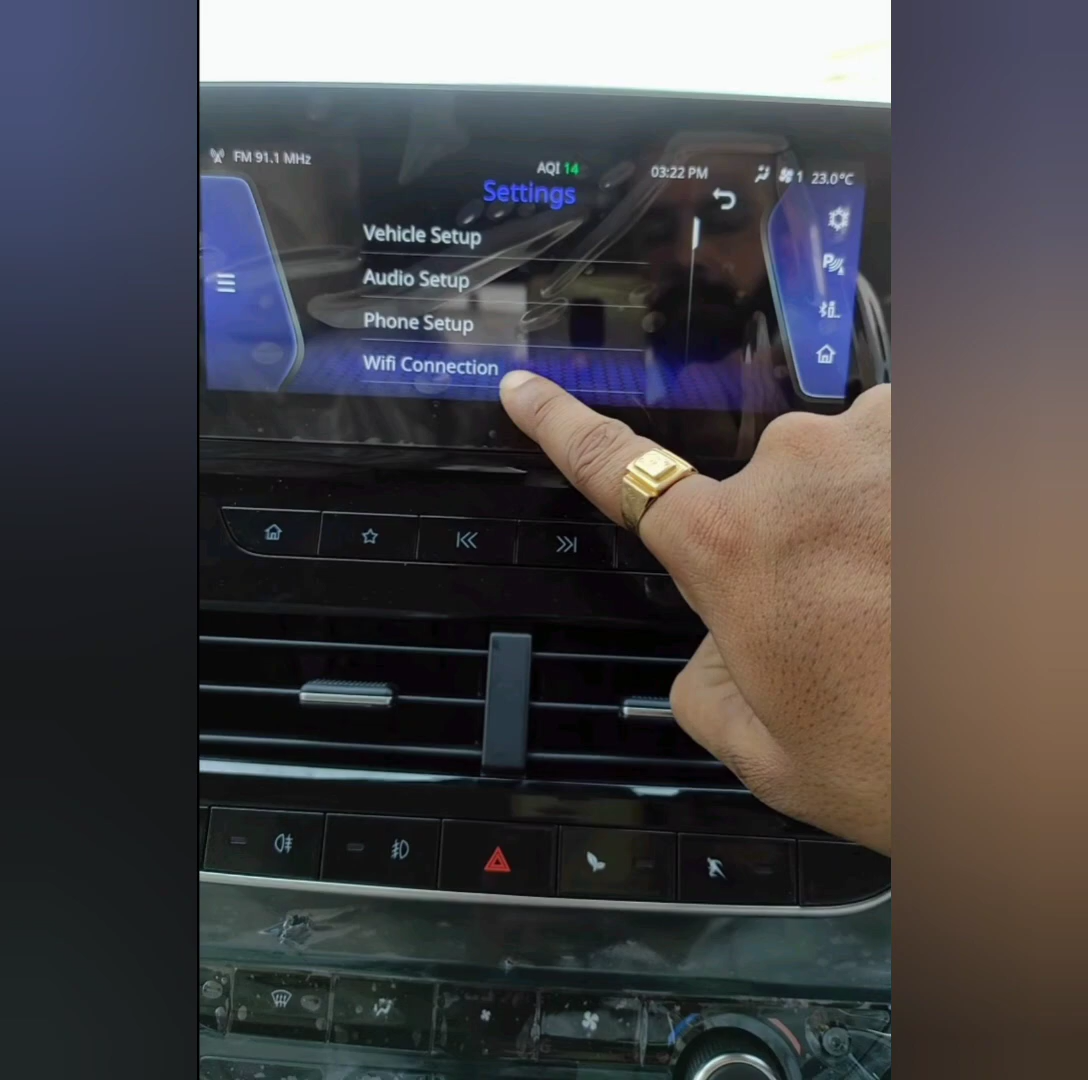 FM 91.1 MHz
AQI 14
03:22 PM
1
23.0°C
Settings
Vehicle Setup
Audio Setup
Phone Setup
Wifi Connection